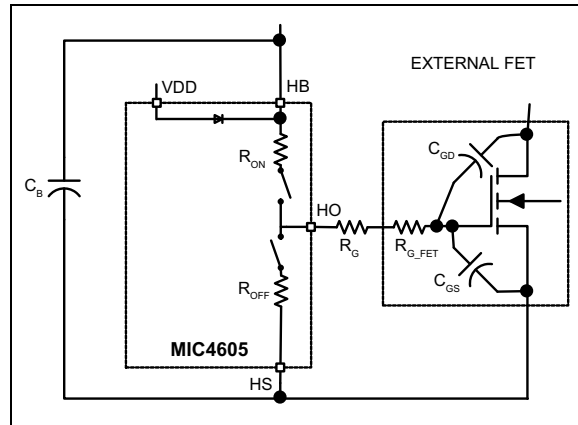 EXTERNAL FET
VDD
HB
C_GD
R_ON
C_B
HO
R_G
R_G_FET
C_GS
R_OFF
MIC4605
HS